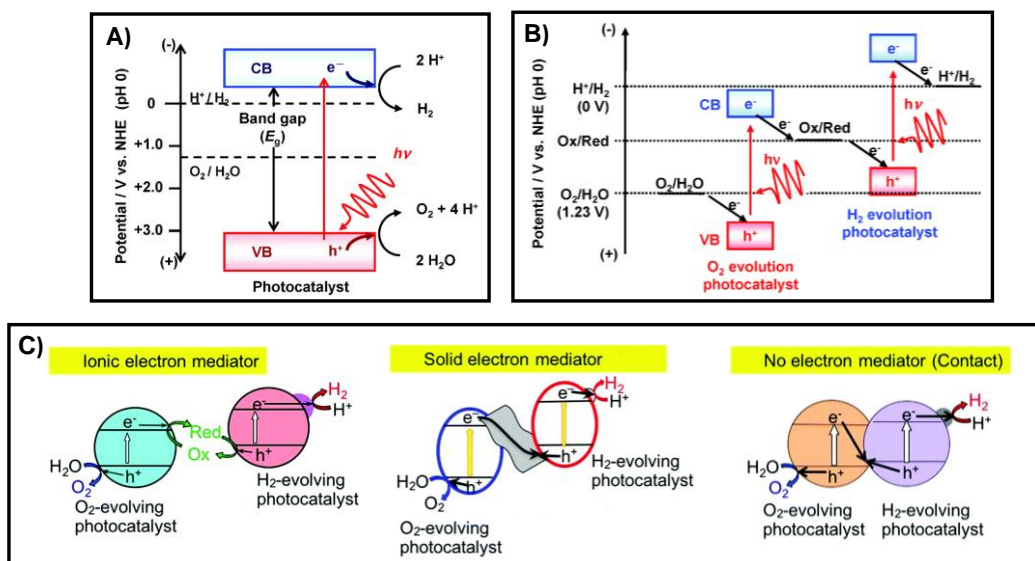 A)
Potential / V vs. NHE (pH 0)
(-)
0
+1.0
+2.0
+3.0
(+)
CB
e⁻
2 H⁺
H₂
H⁺/ H₂
Band gap
(Eg)
hν
O₂ / H₂O
O₂ + 4 H⁺
VB
h⁺
2 H₂O
Photocatalyst
B)
Potential / V vs. NHE (pH 0)
(-)
H⁺/H₂
(0 V)
Ox/Red
O₂/H₂O
(1.23 V)
(+)
CB
e-
e-
Ox/Red
e-
hν
O₂/H₂O
e-
VB
h⁺
O₂ evolution
photocatalyst
e-
e-
H⁺/H₂
hν
h⁺
H₂ evolution
photocatalyst
C)
Ionic electron mediator
e-
Red
Ox
h⁺
H₂O
O₂
O₂-evolving
photocatalyst
e-
h⁺
H₂
H⁺
H₂-evolving
photocatalyst
Solid electron mediator
e-
h⁺
H₂O
O₂
O₂-evolving
photocatalyst
e-
h⁺
H₂
H⁺
H₂-evolving
photocatalyst
No electron mediator (Contact)
e-
h⁺
H₂O
O₂
O₂-evolving
photocatalyst
e-
h⁺
H₂
H⁺
H₂-evolving
photocatalyst